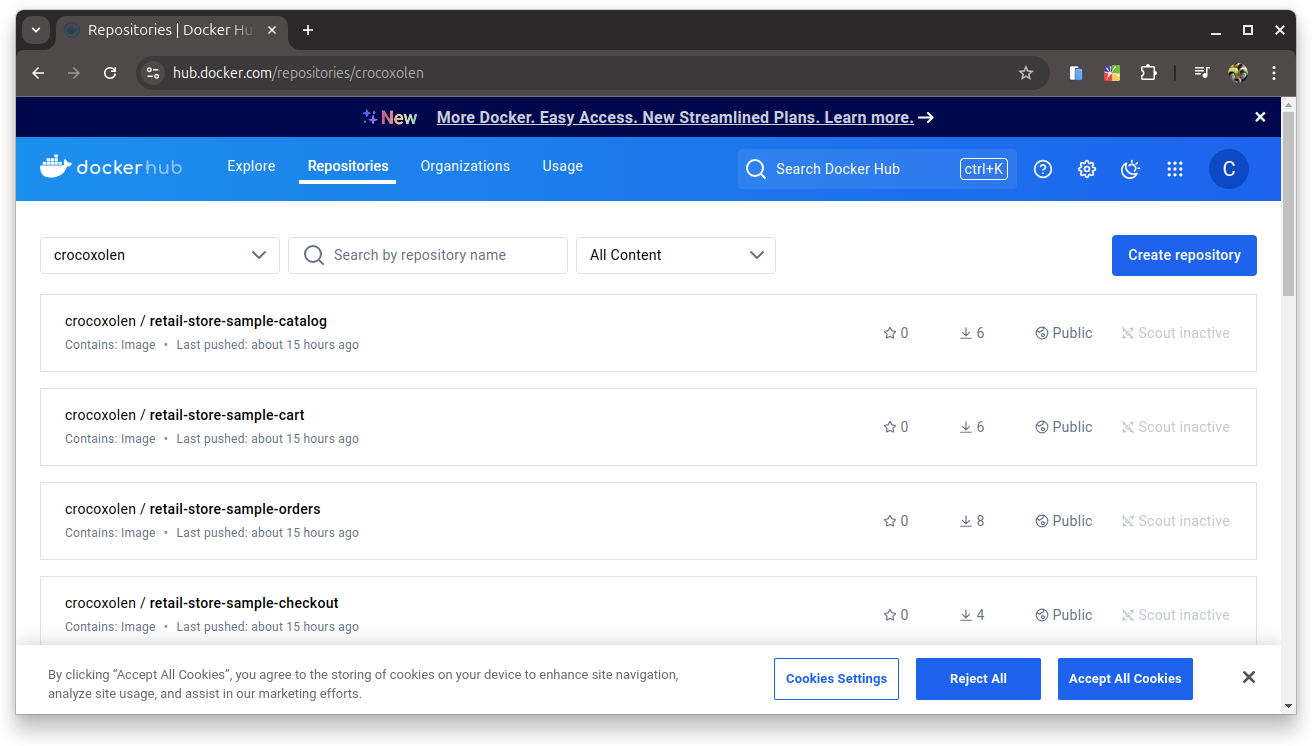 Repositories | Docker Hu
hub.docker.com/repositories/crocoxolen
New More Docker. Easy Access. New Streamlined Plans. Learn more. →
dockerhub Explore Repositories Organizations Usage Search Docker Hub ctrl+K C
crocoxolen Search by repository name All Content Create repository
crocoxolen / retail-store-sample-catalog
Contains: Image • Last pushed: about 15 hours ago
0 6 Public Scout inactive
crocoxolen / retail-store-sample-cart
Contains: Image • Last pushed: about 15 hours ago
0 6 Public Scout inactive
crocoxolen / retail-store-sample-orders
Contains: Image • Last pushed: about 15 hours ago
0 8 Public Scout inactive
crocoxolen / retail-store-sample-checkout
Contains: Image • Last pushed: about 15 hours ago
0 4 Public Scout inactive
By clicking “Accept All Cookies”, you agree to the storing of cookies on your device to enhance site navigation,
analyze site usage, and assist in our marketing efforts.
Cookies Settings Reject All Accept All Cookies